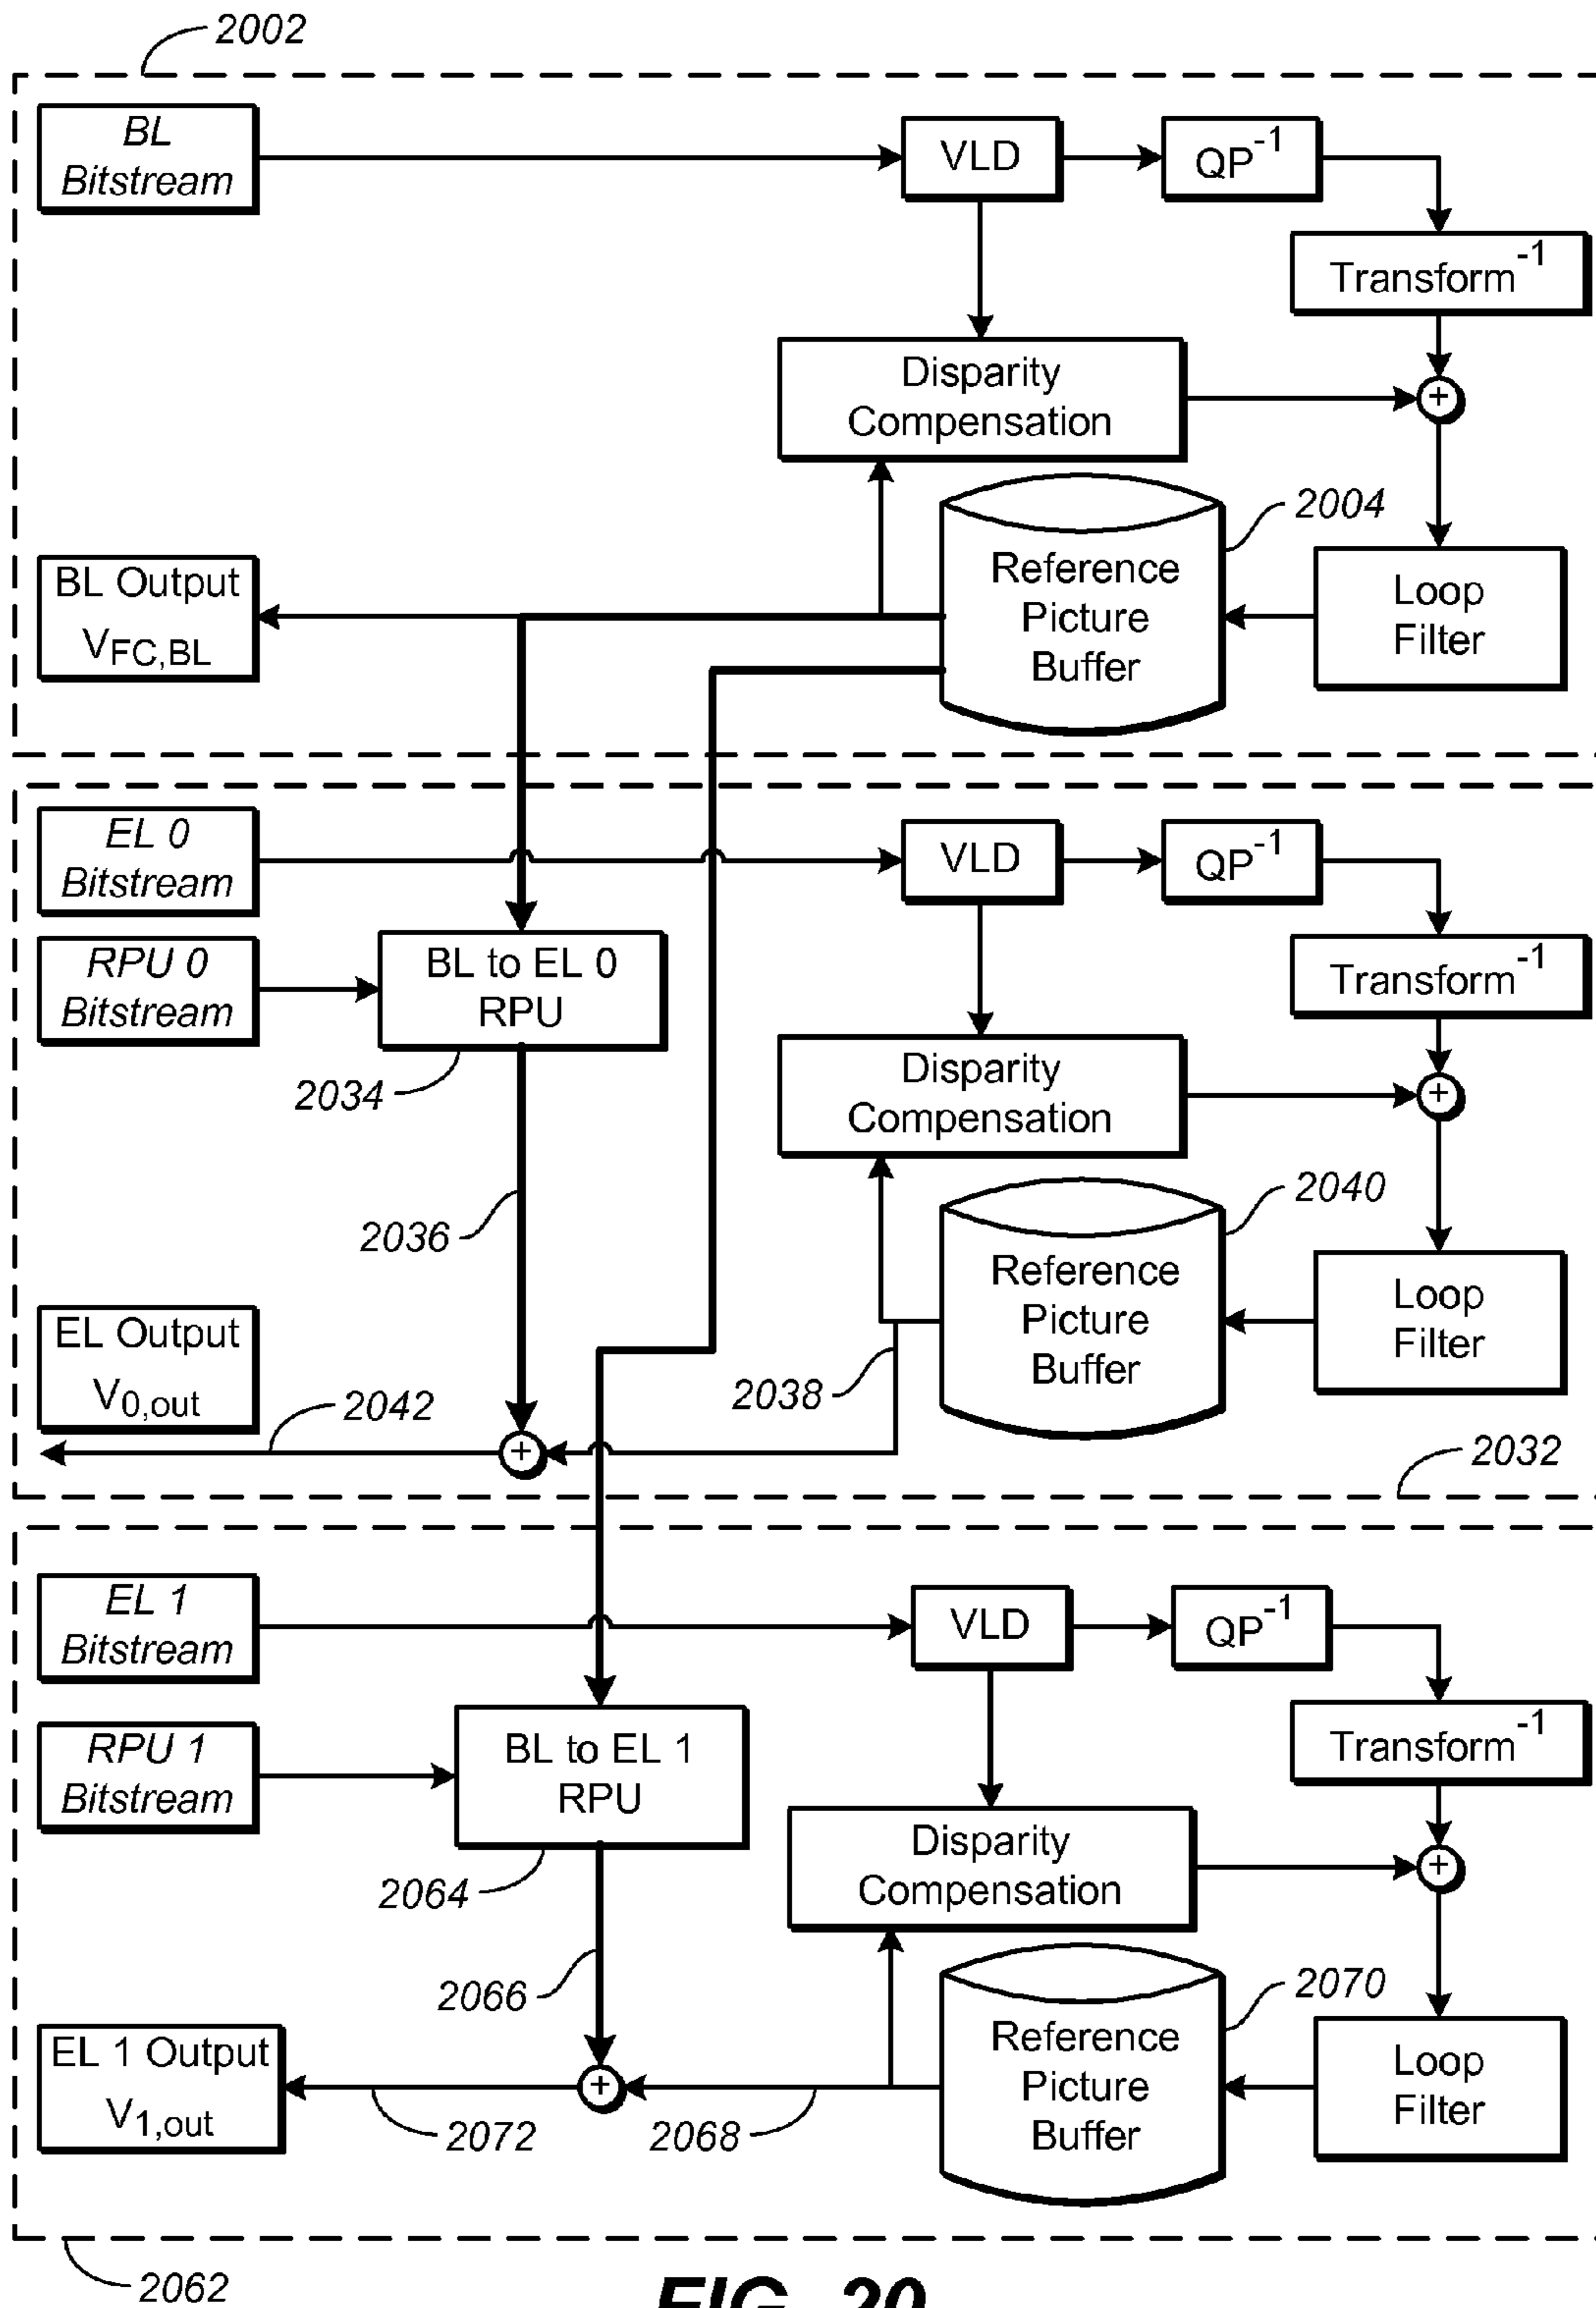 2002
BL
Bitstream
VLD
QP-1
Transform-1
Disparity
Compensation
+
2004
BL Output
VFC,BL
Reference
Picture
Buffer
Loop
Filter
EL 0
Bitstream
VLD
QP-1
RPU 0
Bitstream
BL to EL 0
RPU
Transform-1
2034
Disparity
Compensation
+
2036
2040
Reference
Picture
Buffer
Loop
Filter
EL Output
V0,out
2042
2038
+
2032
EL 1
Bitstream
VLD
QP-1
RPU 1
Bitstream
BL to EL 1
RPU
Transform-1
2064
Disparity
Compensation
+
2066
2070
EL 1 Output
V1,out
+
Reference
Picture
Buffer
Loop
Filter
2072
2068
2062
FIG. 20